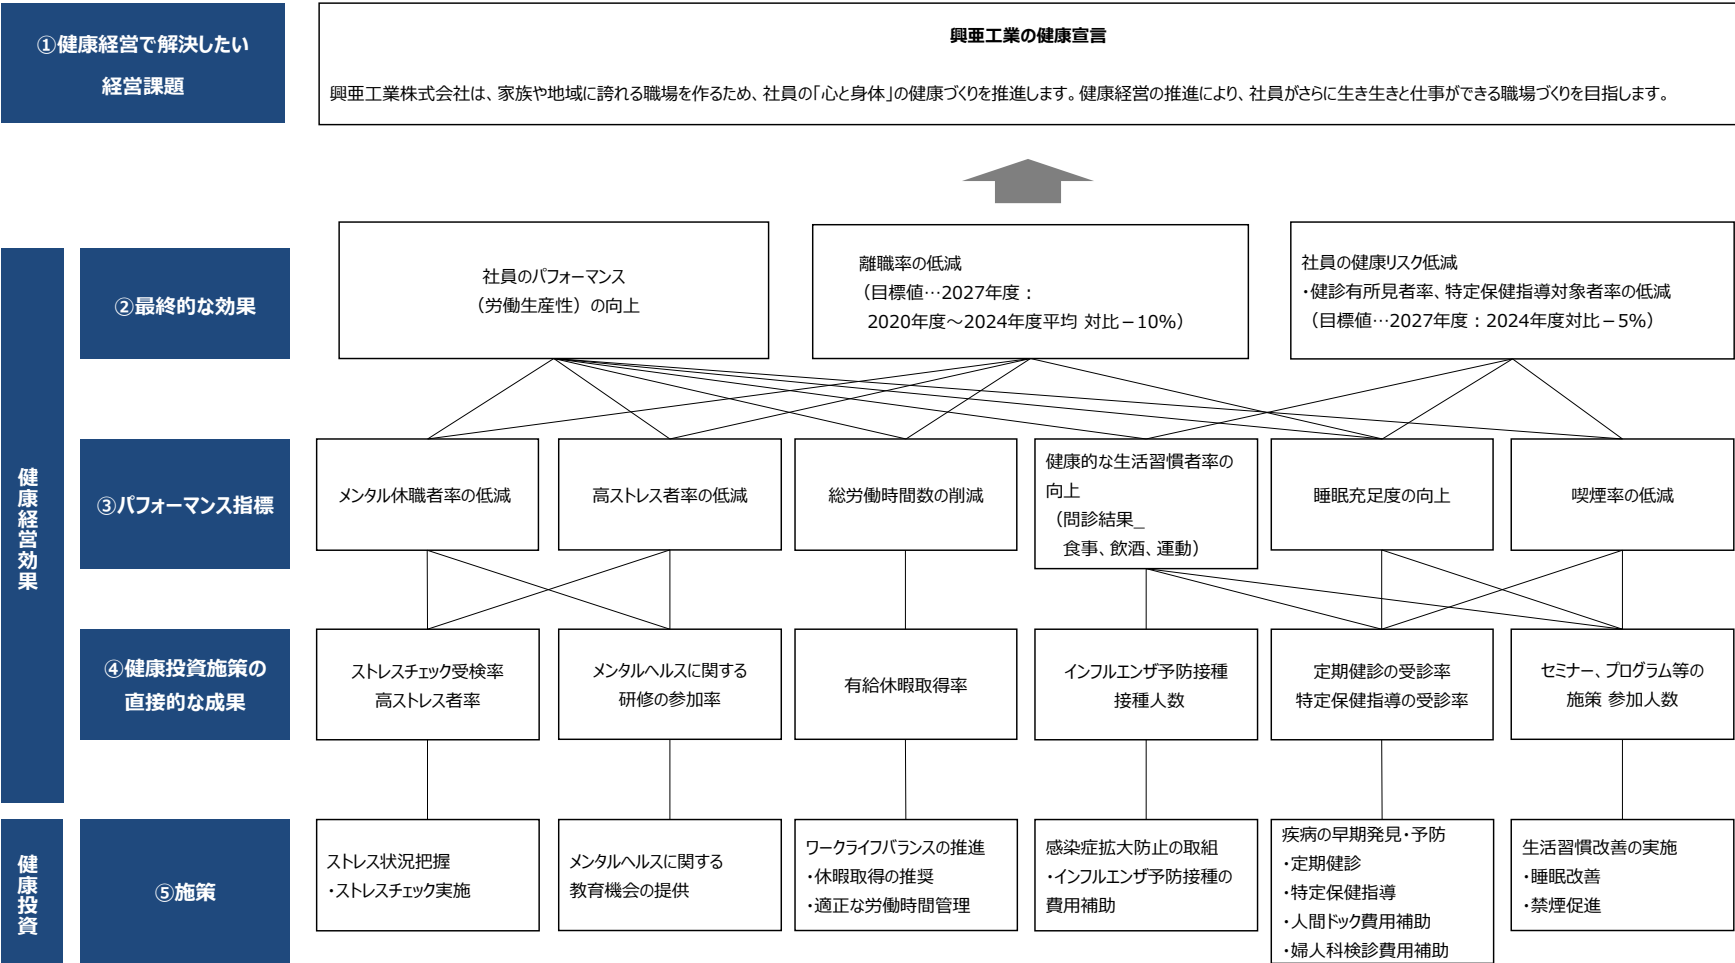 ①健康経営で解決したい
経営課題
興亜工業の健康宣言
興亜工業株式会社は、家族や地域に誇れる職場を作るため、社員の「心と身体」の健康づくりを推進します。健康経営の推進により、社員がさらに生き生きと仕事ができる職場づくりを目指します。
健康経営効果
②最終的な効果
社員のパフォーマンス
（労働生産性）の向上
離職率の低減
（目標値…2027年度：
2020年度～2024年度平均 対比－10%）
社員の健康リスク低減
・健診有所見者率、特定保健指導対象者率の低減
（目標値…2027年度：2024年度対比－5%）
③パフォーマンス指標
メンタル休職者率の低減
高ストレス者率の低減
総労働時間数の削減
健康的な生活習慣者率の
向上
（問診結果_
食事、飲酒、運動）
睡眠充足度の向上
喫煙率の低減
④健康投資施策の
直接的な成果
ストレスチェック受検率
高ストレス者率
メンタルヘルスに関する
研修の参加率
有給休暇取得率
インフルエンザ予防接種
接種人数
定期健診の受診率
特定保健指導の受診率
セミナー、プログラム等の
施策 参加人数
健康投資
⑤施策
ストレス状況把握
・ストレスチェック実施
メンタルヘルスに関する
教育機会の提供
ワークライフバランスの推進
・休暇取得の推奨
・適正な労働時間管理
感染症拡大防止の取組
・インフルエンザ予防接種の
費用補助
疾病の早期発見・予防
・定期健診
・特定保健指導
・人間ドック費用補助
・婦人科検診費用補助
生活習慣改善の実施
・睡眠改善
・禁煙促進